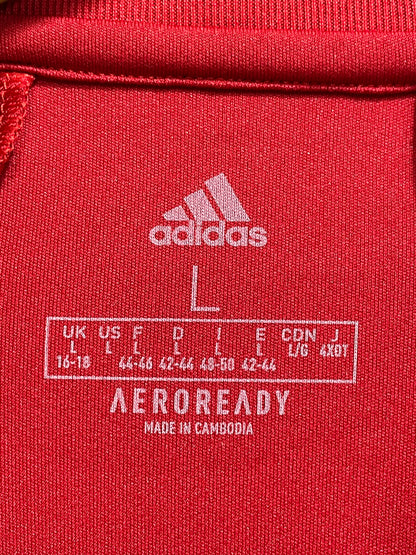 adidas
L
UK US F D I E CDN J
L L L L L L L/G 4XOT
16-18 44-46 42-44 48-50 42-44
AEROREADY
MADE IN CAMBODIA